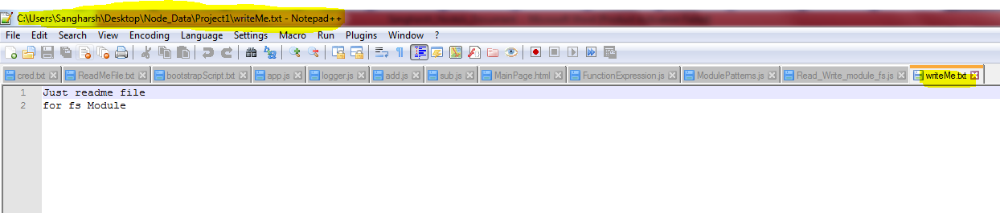 C:\Users\Sangharsh\Desktop\Node_Data\Project1\writeMe.txt - Notepad++
File Edit Search View Encoding Language Settings Macro Run Plugins Window ?
cred.txt ReadMeFile.txt bootstrapScript.txt app.js logger.js add.js sub.js MainPage.html FunctionExpression.js ModulePatterns.js Read_Write_module_fs.js writeMe.txt
1 Just readme file
2 for fs Module